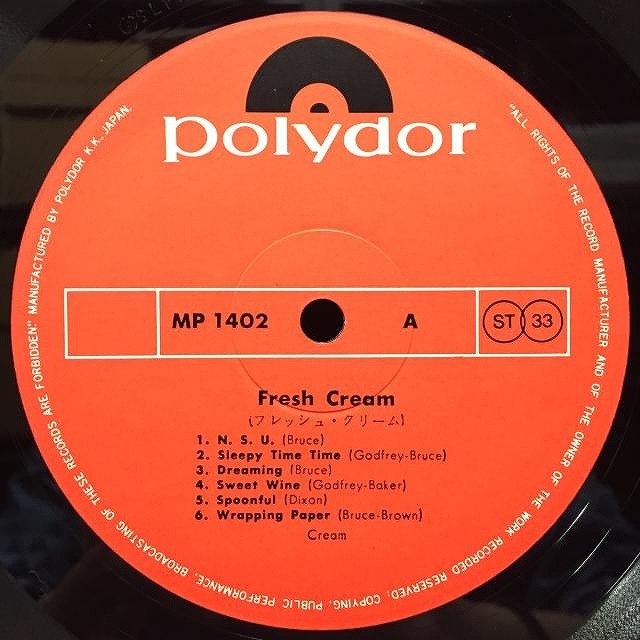 polydor
MP 1402 A ST 33
Fresh Cream
(フレッシュ・クリーム)
1. N. S. U. (Bruce)
2. Sleepy Time Time (Godfrey-Bruce)
3. Dreaming (Bruce)
4. Sweet Wine (Godfrey-Baker)
5. Spoonful (Dixon)
6. Wrapping Paper (Bruce-Brown)
Cream
"ALL RIGHTS OF THE RECORD MANUFACTURER AND OF THE OWNER OF THE WORK RECORDED RESERVED; COPYING, PUBLIC PERFORMANCE, BROADCASTING OF THESE RECORDS ARE FORBIDDEN" MANUFACTURED BY POLYDOR K.K., JAPAN.